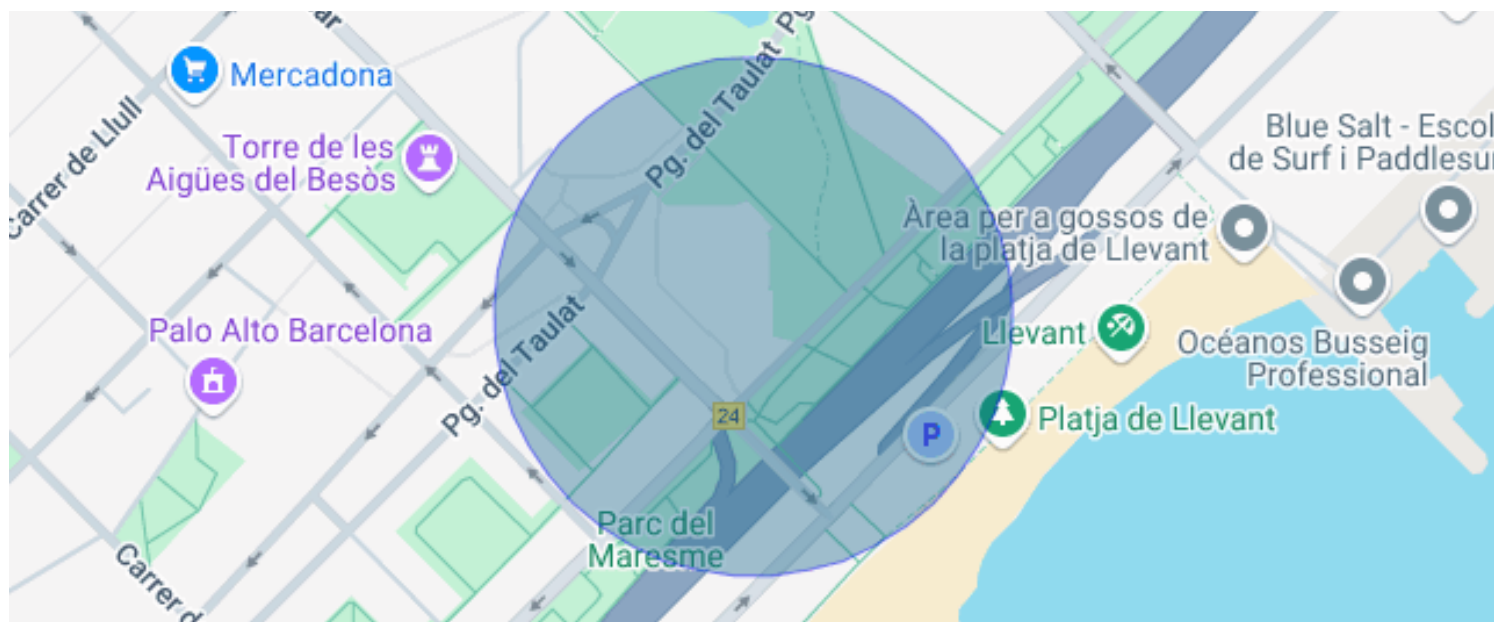 ar
Pg
Mercadona
Carrer de Llull
Torre de les
Aigües del Besòs
Pg. del Taulat
Blue Salt - Escol
de Surf i Paddlesur
Àrea per a gossos de
la platja de Llevant
Palo Alto Barcelona
Pg. del Taulat
Llevant
Océanos Busseig
Professional
24
P
Platja de Llevant
Parc del
Maresme
Carrer d